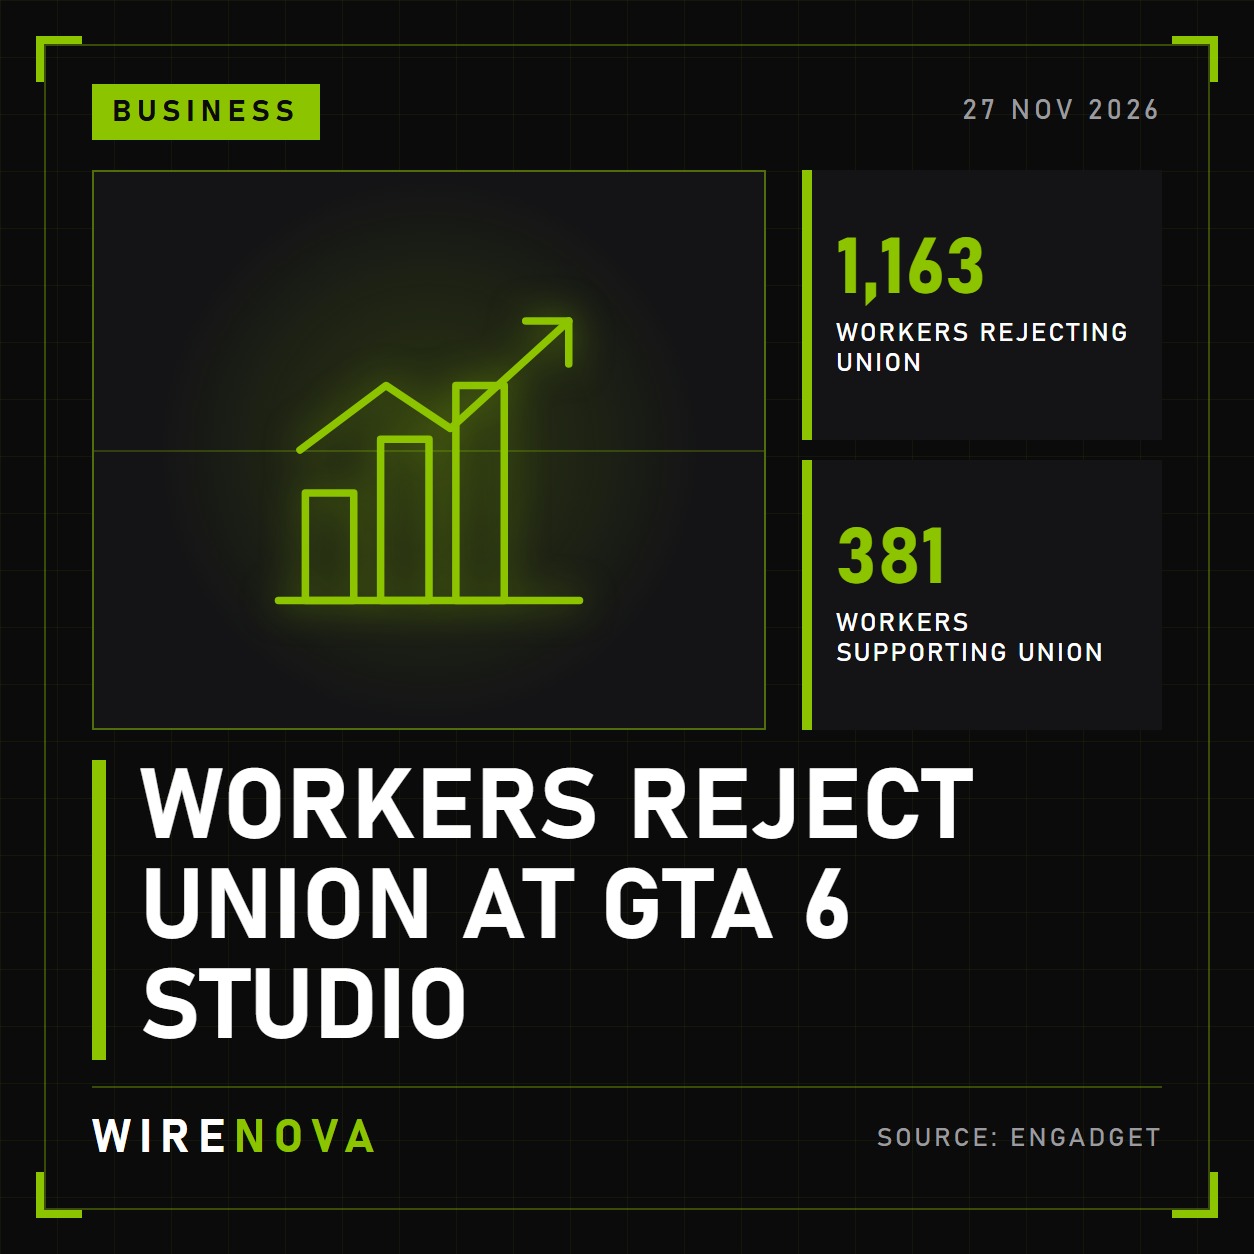 BUSINESS
27 NOV 2026
1,163
WORKERS REJECTING
UNION
381
WORKERS
SUPPORTING UNION
WORKERS REJECT
UNION AT GTA 6
STUDIO
WIRENOVA
SOURCE: ENGADGET